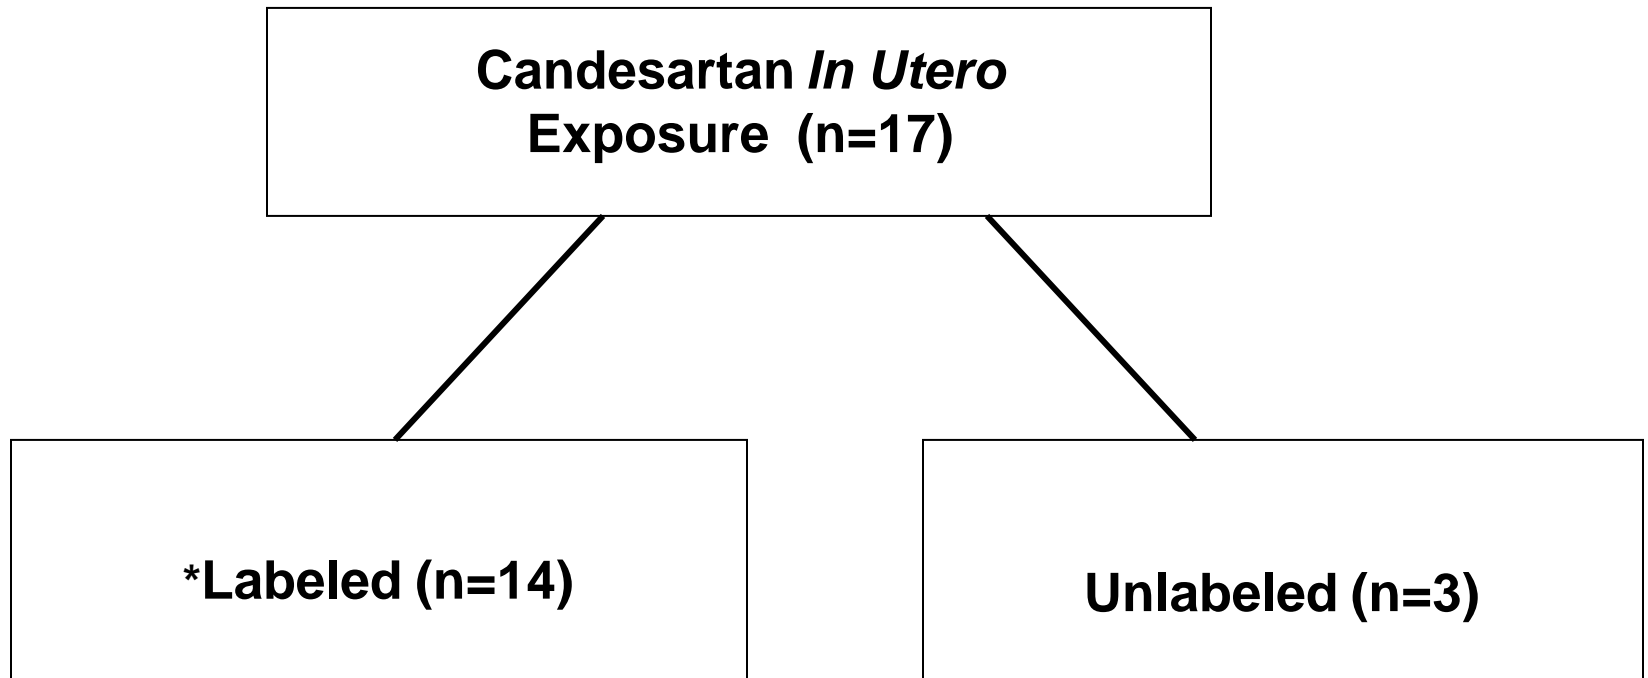 Candesartan In Utero
Exposure (n=17)
*Labeled (n=14)
Unlabeled (n=3)